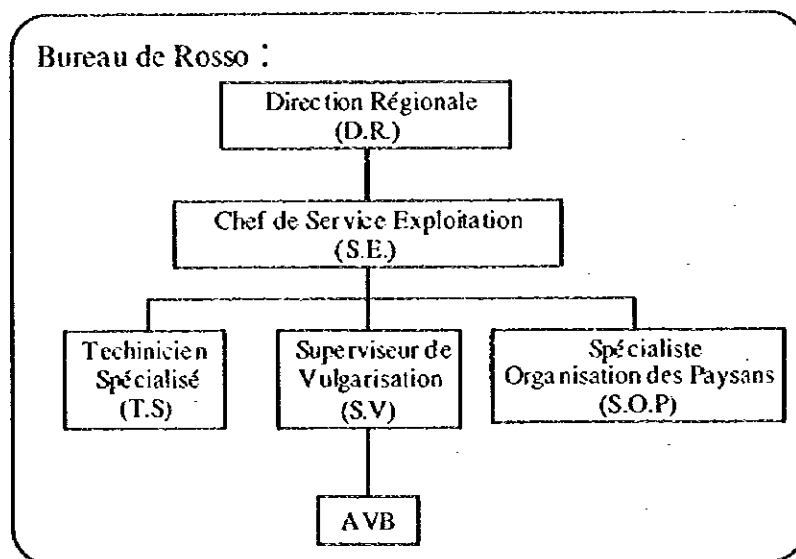 Bureau de Rosso :
Direction Régionale
(D.R.)
Chef de Service Exploitation
(S.E.)
Techinicien
Spécialisé
(T.S)
Superviseur de
Vulgarisation
(S.V)
Spécialiste
Organisation des Paysans
(S.O.P)
AVB